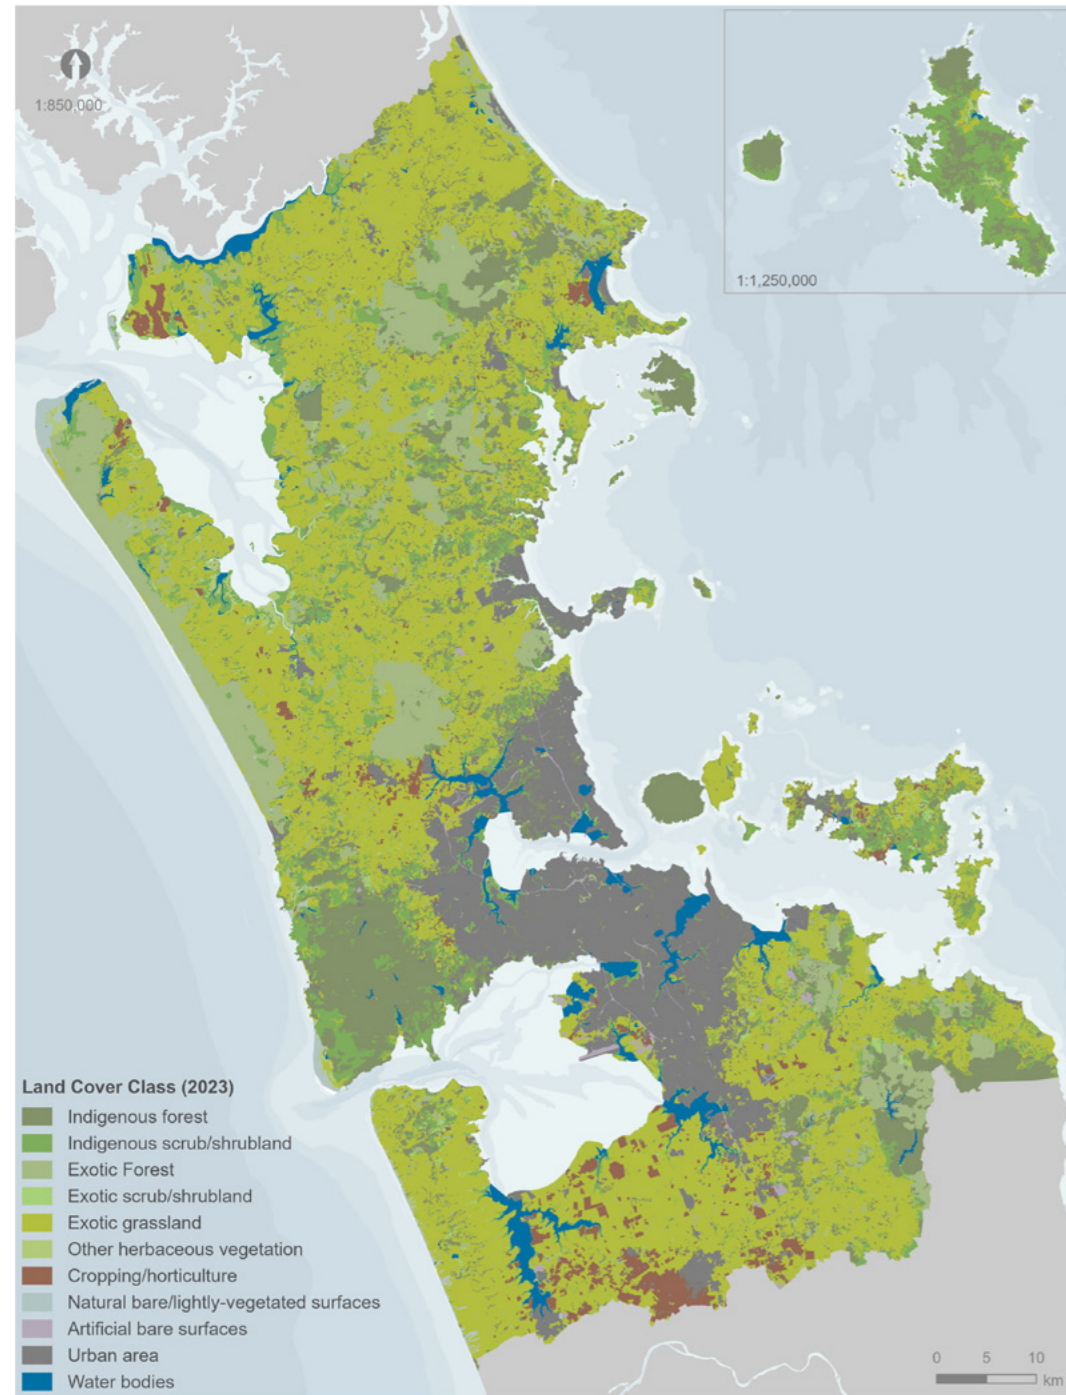 1:850,000
1:1,250,000
Land Cover Class (2023)
Indigenous forest
Indigenous scrub/shrubland
Exotic Forest
Exotic scrub/shrubland
Exotic grassland
Other herbaceous vegetation
Cropping/horticulture
Natural bare/lightly-vegetated surfaces
Artificial bare surfaces
Urban area
Water bodies
0 5 10
km